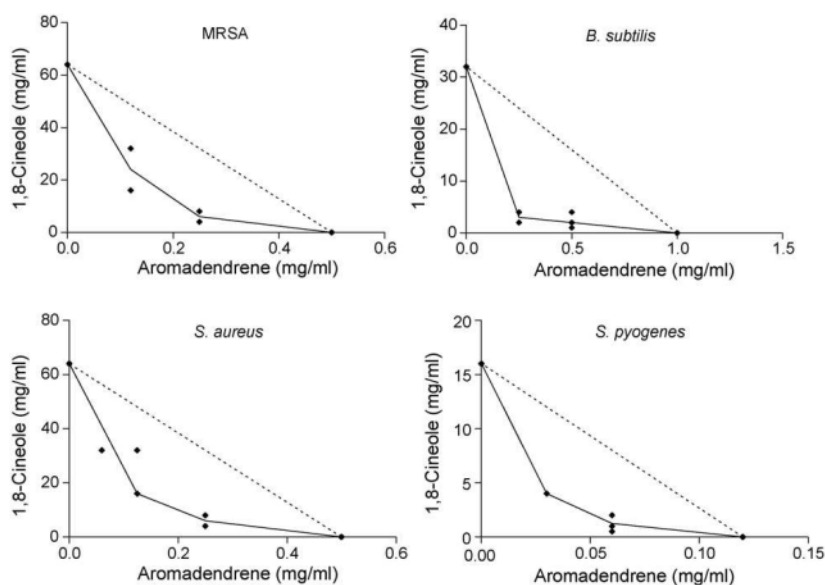 MRSA
1,8-Cineole (mg/ml)
80
60
40
20
0
0.0 0.2 0.4 0.6
Aromadendrene (mg/ml)
B. subtilis
1,8-Cineole (mg/ml)
40
30
20
10
0
0.0 0.5 1.0 1.5
Aromadendrene (mg/ml)
S. aureus
1,8-Cineole (mg/ml)
80
60
40
20
0
0.0 0.2 0.4 0.6
Aromadendrene (mg/ml)
S. pyogenes
1,8-Cineole (mg/ml)
20
15
10
5
0
0.00 0.05 0.10 0.15
Aromadendrene (mg/ml)